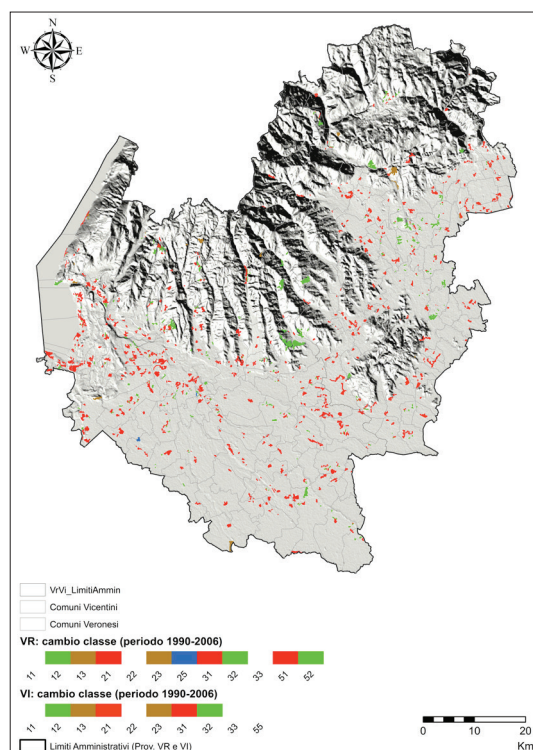 N
W E
S
VrVi_LimitiAmmin
Comuni Vicentini
Comuni Veronesi
VR: cambio classe (periodo 1990-2006)
11 12 13 21 22 23 25 31 32 33 51 52
VI: cambio classe (periodo 1990-2006)
11 12 13 21 22 23 31 32 33 55
Limiti Amministrativi (Prov. VR e VI)
0 10 20
Km